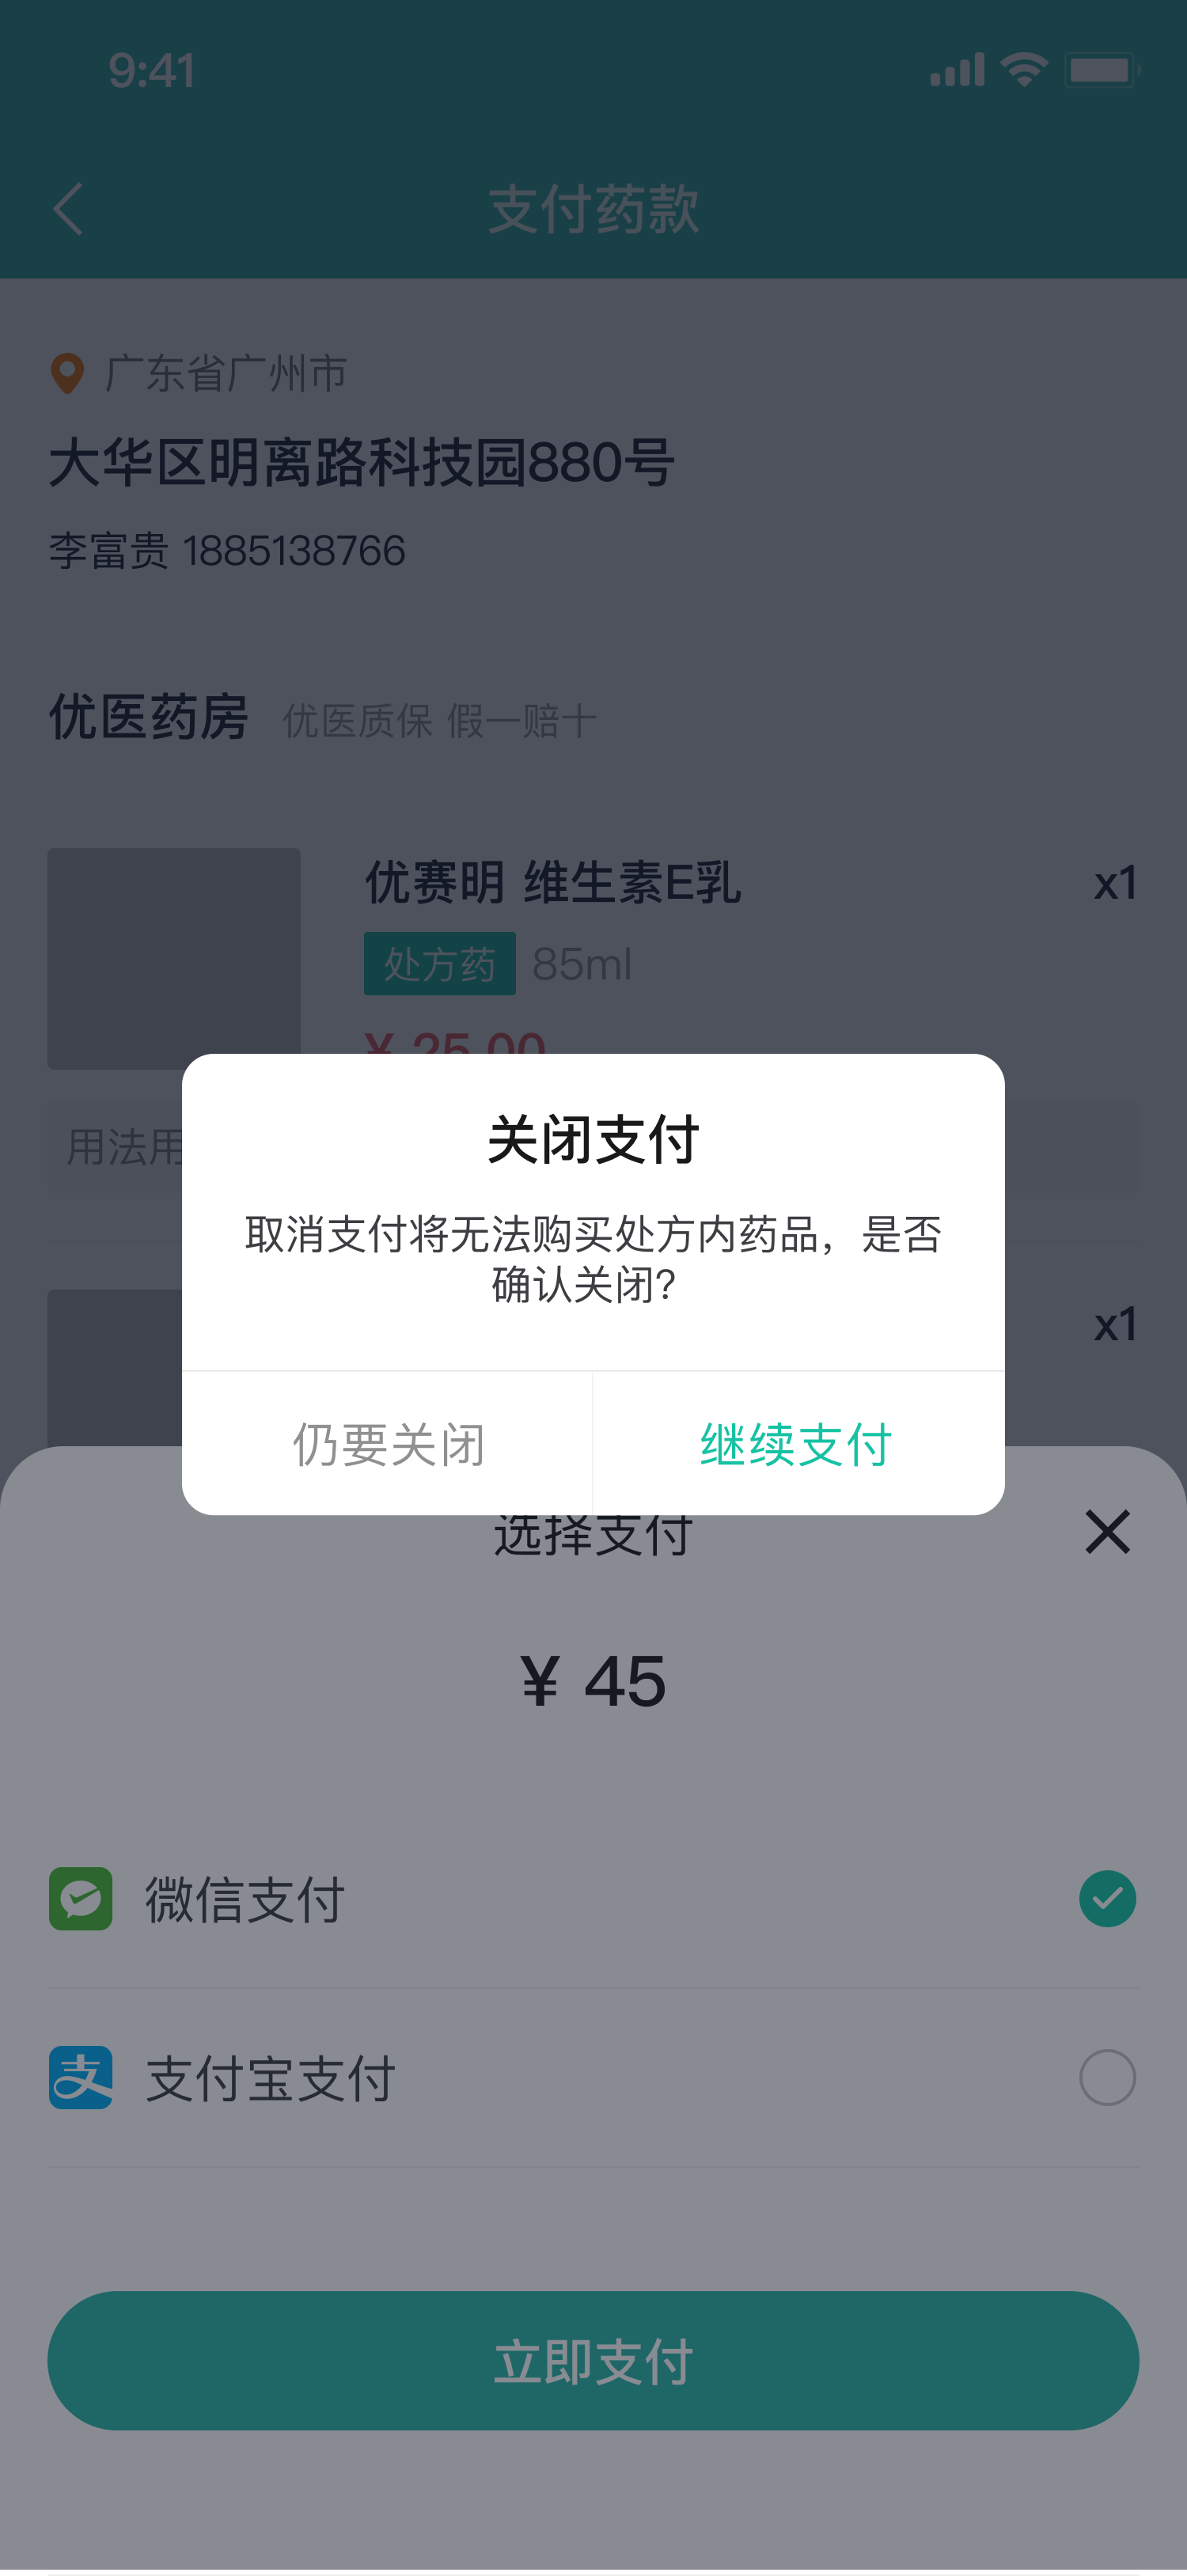 9:41
支付药款
广东省广州市
大华区明离路科技园880号
李富贵 1885138766
优医药房 优医质保 假一赔十
优赛明 维生素E乳 x1
处方药 85ml
¥ 25.00
关闭支付
用法用
取消支付将无法购买处方内药品，是否
确认关闭?
x1
仍要关闭 继续支付
选择支付
¥ 45
微信支付
支 支付宝支付
立即支付